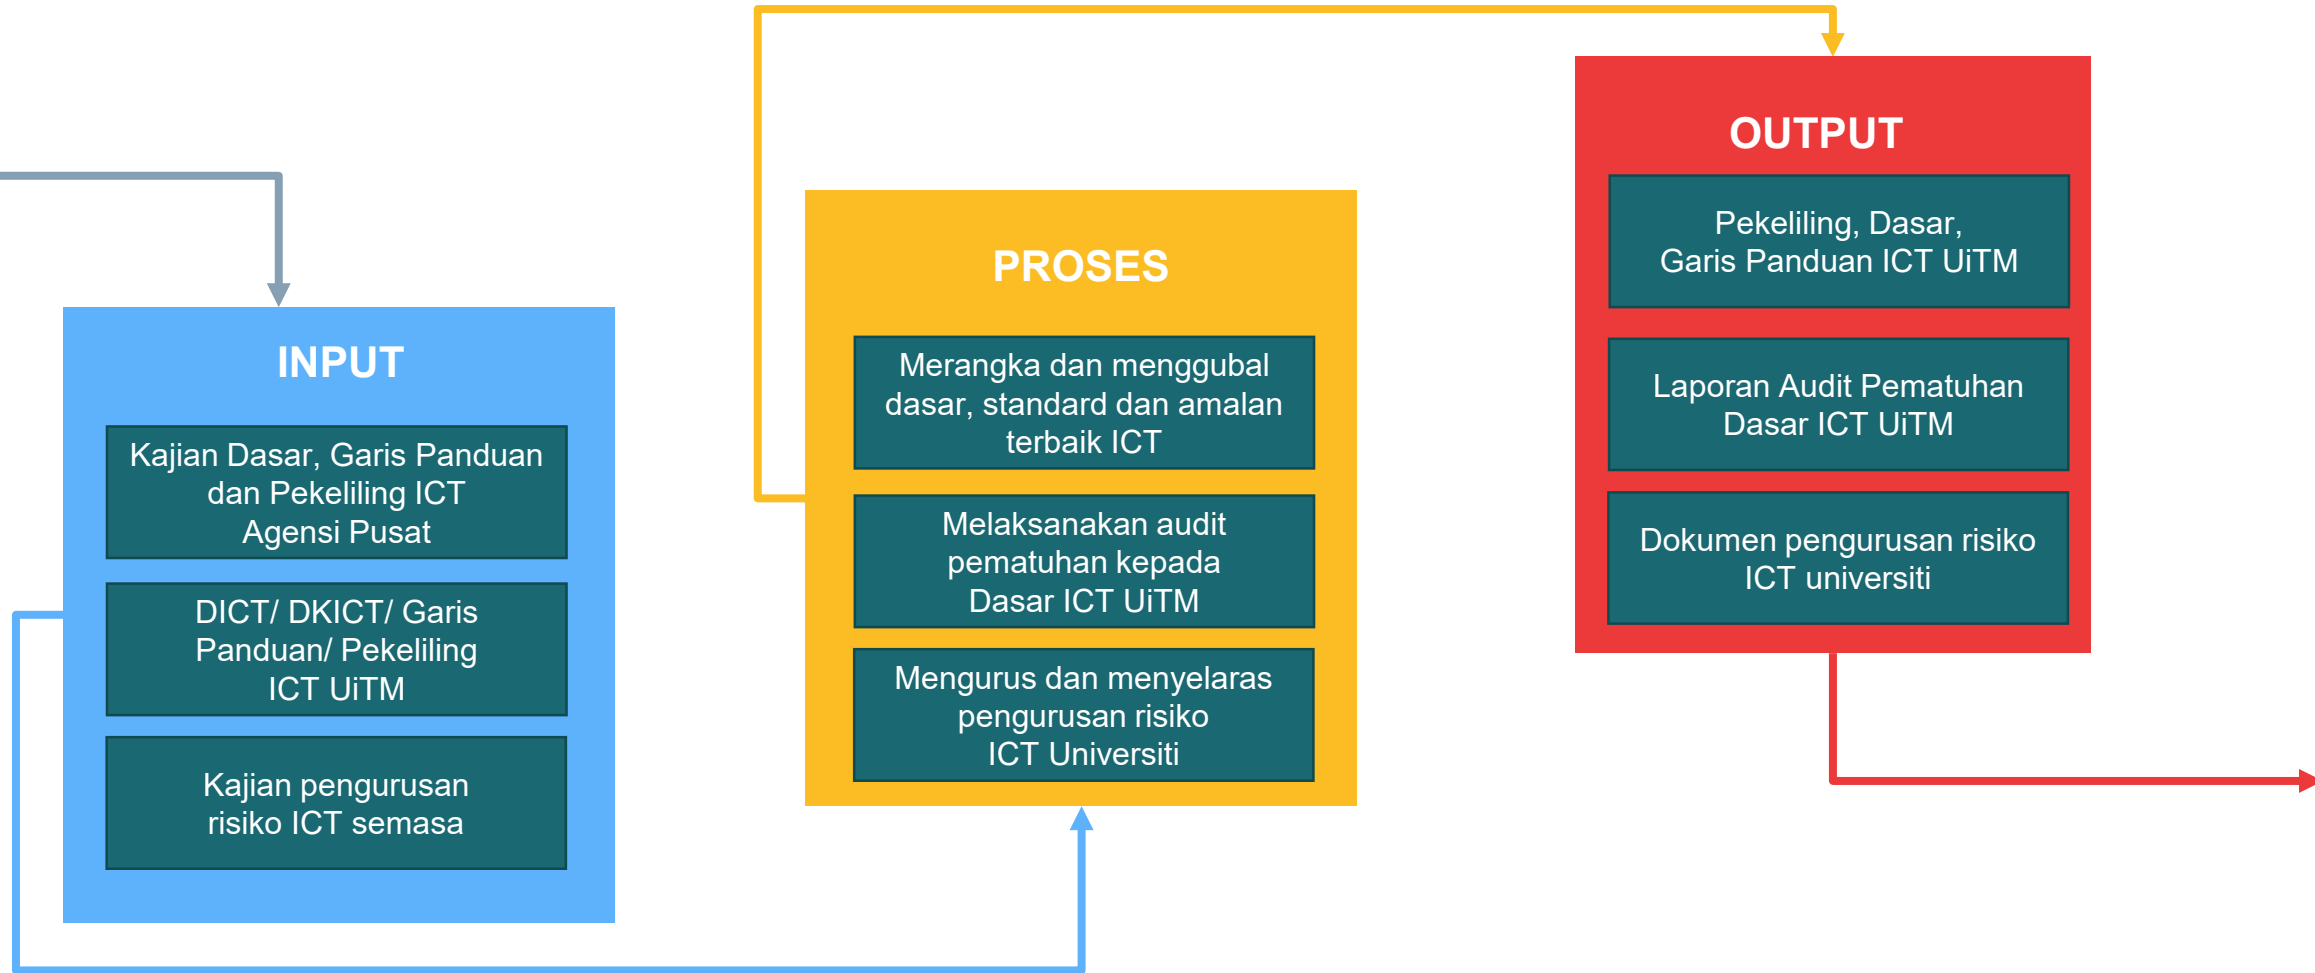 INPUT
Kajian Dasar, Garis Panduan
dan Pekeliling ICT
Agensi Pusat
DICT/ DKICT/ Garis
Panduan/ Pekeliling
ICT UiTM
Kajian pengurusan
risiko ICT semasa
PROSES
Merangka dan menggubal
dasar, standard dan amalan
terbaik ICT
Melaksanakan audit
pematuhan kepada
Dasar ICT UiTM
Mengurus dan menyelaras
pengurusan risiko
ICT Universiti
OUTPUT
Pekeliling, Dasar,
Garis Panduan ICT UiTM
Laporan Audit Pematuhan
Dasar ICT UiTM
Dokumen pengurusan risiko
ICT universiti